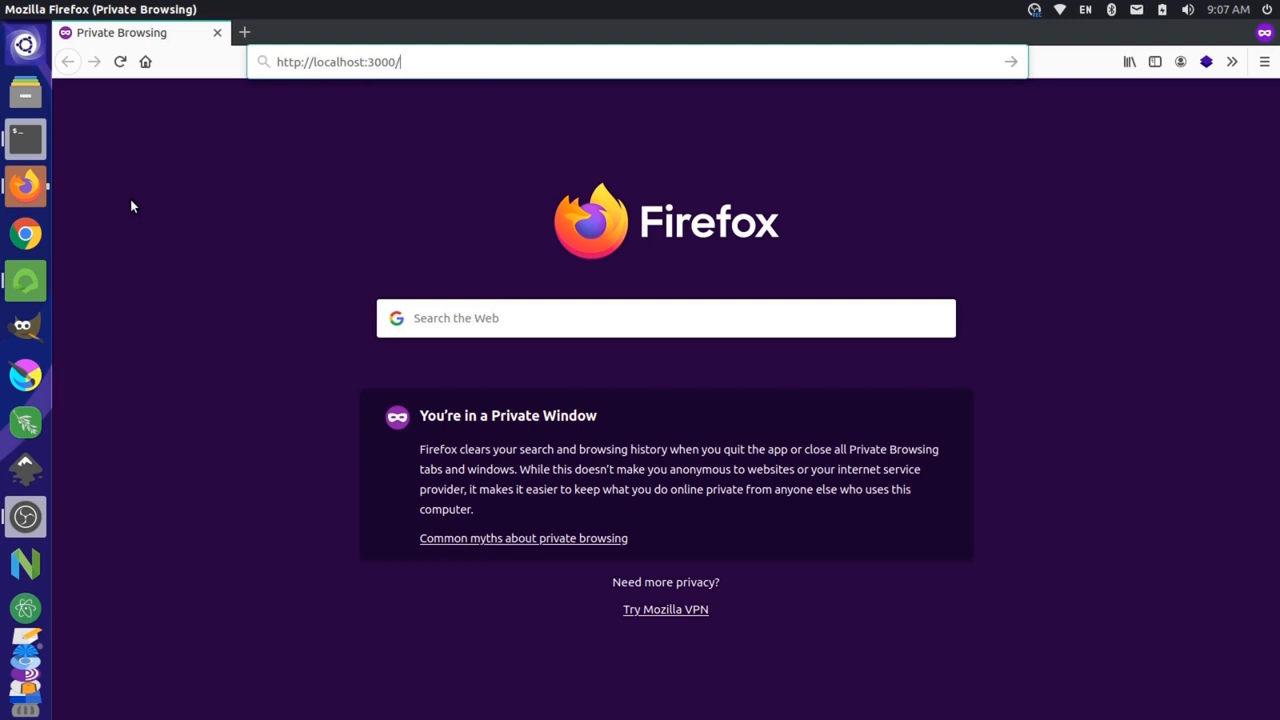 Mozilla Firefox (Private Browsing)
EN
9:07 AM
Private Browsing
http://localhost:3000/
Firefox
Search the Web
You're in a Private Window
Firefox clears your search and browsing history when you quit the app or close all Private Browsing
tabs and windows. While this doesn't make you anonymous to websites or your internet service
provider, it makes it easier to keep what you do online private from anyone else who uses this
computer.
Common myths about private browsing
Need more privacy?
Try Mozilla VPN